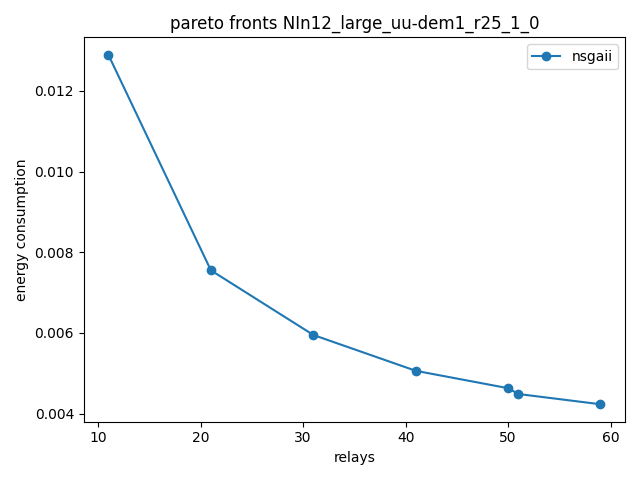 pareto fronts NIn12_large_uu-dem1_r25_1_0
nsgaii
energy consumption
0.012
0.010
0.008
0.006
0.004
10 20 30 40 50 60
relays